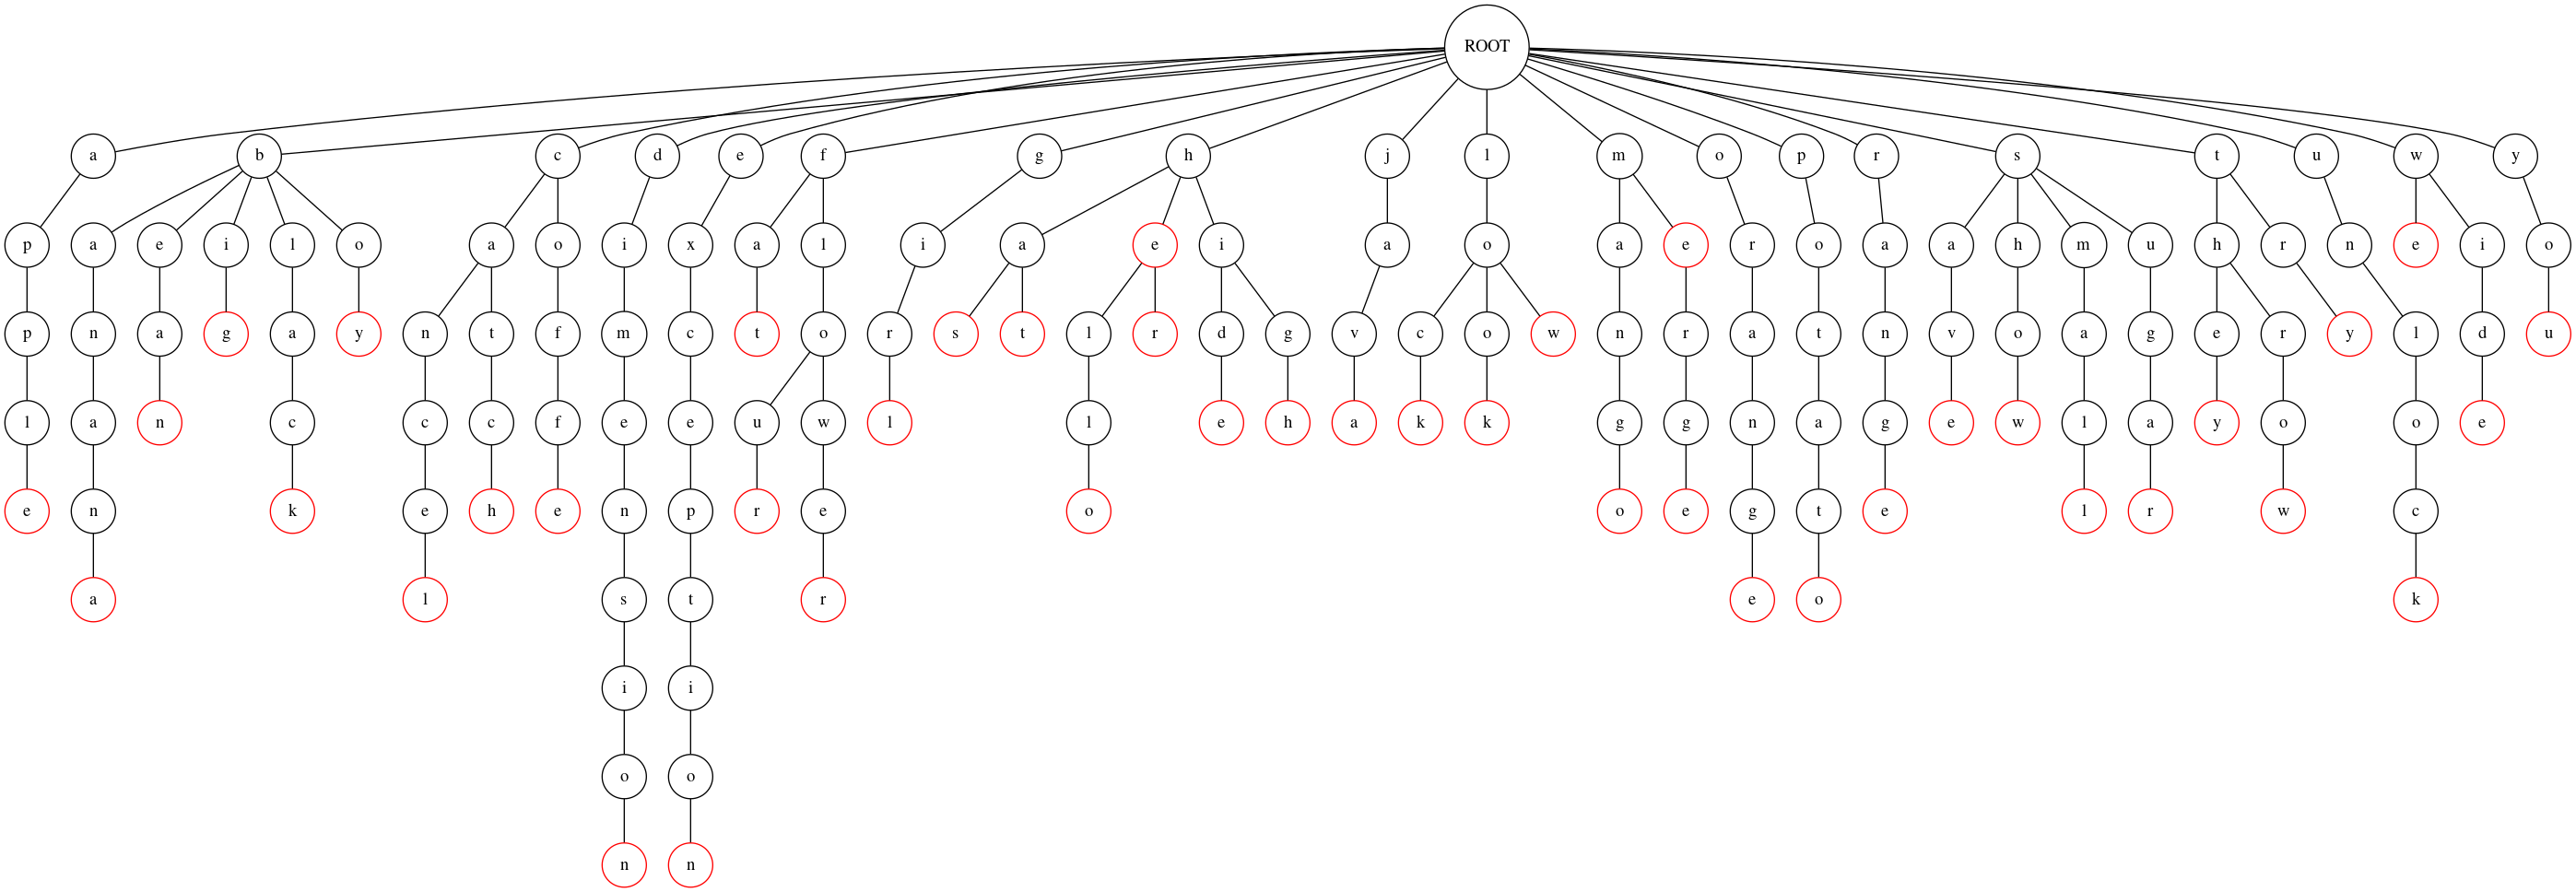 ROOT
a b c d e f g h j l m o p r s t u w y
p a e i l o a o i x a l i a e i a o a e r o a a h m u h r n e i o
p n a g a y n t f m c t o r s t l r d g v c o w n r a t n v o a g e r y l d u
l a n c c c f e e u w l l e h a k k g g n a g e w l a y o o e
e n k e h e n p r e o o e g t e l r w c
a l s t r e o k
i i
o o
n n